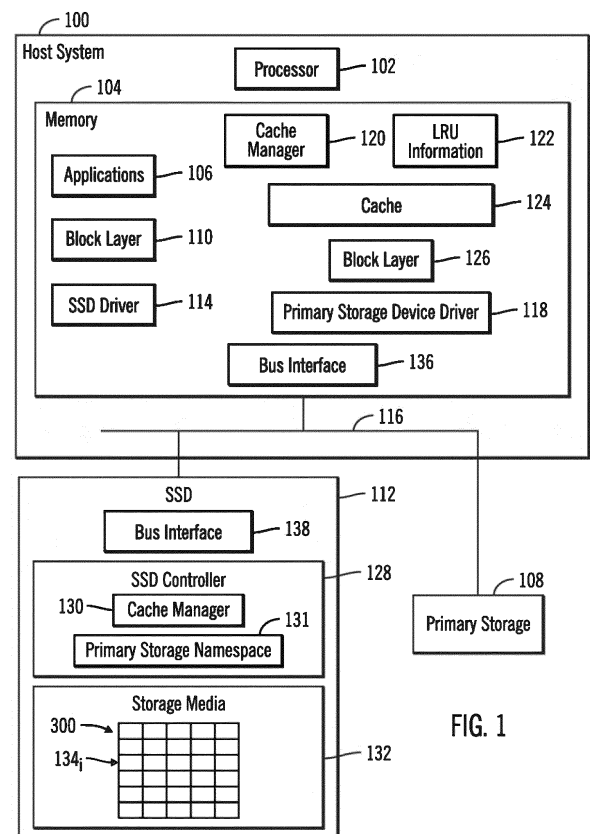 100
Host System
Processor
102
104
Memory
Cache
Manager
120
LRU
Information
122
Applications
106
Cache
124
Block Layer
110
Block Layer
126
SSD Driver
114
Primary Storage Device Driver
118
Bus Interface
136
116
SSD
112
Bus Interface
138
SSD Controller
128
130
Cache Manager
131
Primary Storage Namespace
108
Primary Storage
Storage Media
300
134i
132
FIG. 1